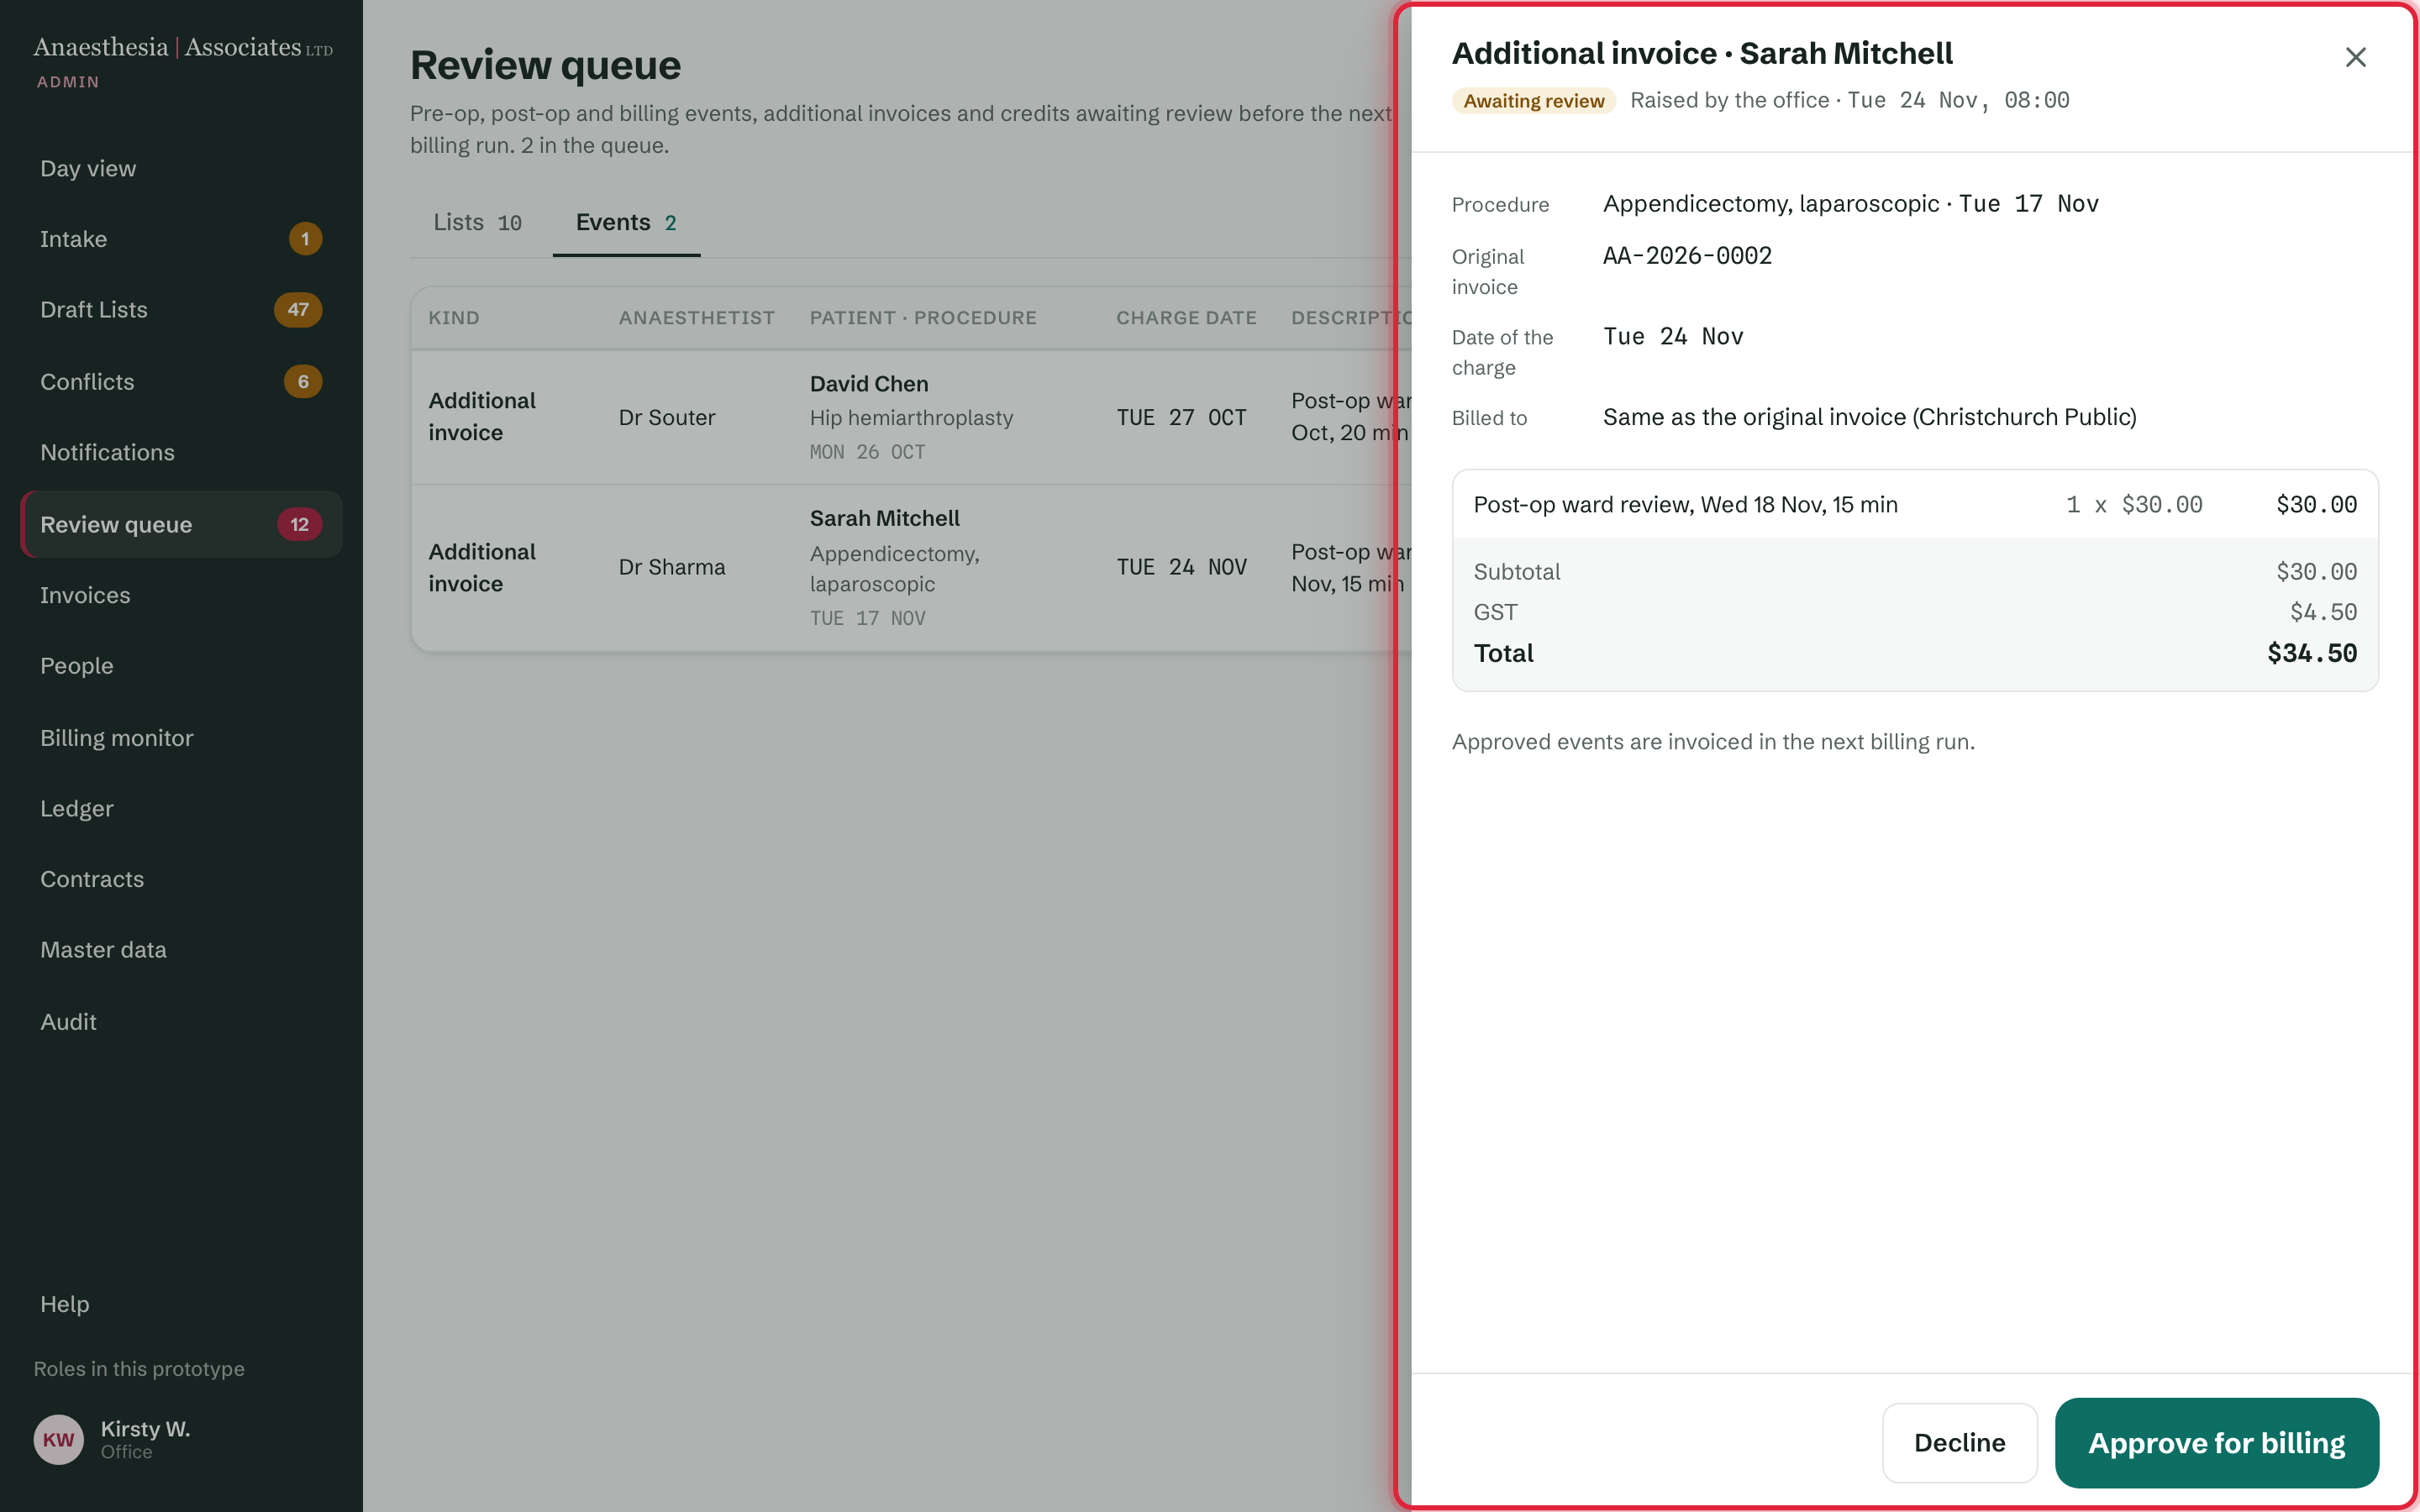 Anaesthesia | Associates LTD
ADMIN
Day view
Intake 1
Draft Lists 47
Conflicts 6
Notifications
Review queue 12
Invoices
People
Billing monitor
Ledger
Contracts
Master data
Audit
Help
Roles in this prototype
KW
Kirsty W.
Office
Review queue
Pre-op, post-op and billing events, additional invoices and credits awaiting review before the next
billing run. 2 in the queue.
Lists 10 Events 2
KIND ANAESTHETIST PATIENT · PROCEDURE CHARGE DATE
Additional
invoice
Dr Souter
David Chen
Hip hemiarthroplasty
MON 26 OCT
TUE 27 OCT
Post-op
Oct, 20 min
Additional
invoice
Dr Sharma
Sarah Mitchell
Appendicectomy,
laparoscopic
TUE 17 NOV
TUE 24 NOV
Post-op
Nov, 15 min
Additional invoice · Sarah Mitchell
Awaiting review Raised by the office · Tue 24 Nov, 08:00
Procedure Appendicectomy, laparoscopic · Tue 17 Nov
Original
invoice
AA-2026-0002
Date of the
charge
Tue 24 Nov
Billed to Same as the original invoice (Christchurch Public)
Post-op ward review, Wed 18 Nov, 15 min 1 x $30.00 $30.00
Subtotal $30.00
GST $4.50
Total $34.50
Approved events are invoiced in the next billing run.
Decline Approve for billing